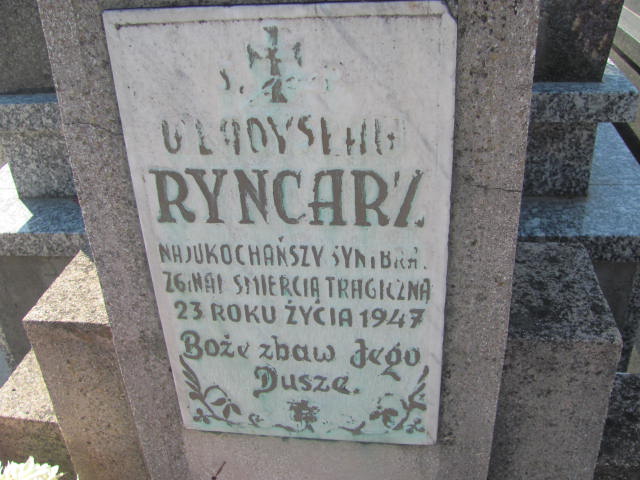 WŁADYSŁAW
RYNCARZ
NAJUKOCHAŃSZY SYN I BRAT
ZGINĄŁ ŚMIERCIĄ TRAGICZNĄ
23 ROKU ŻYCIA 1947
Boże zbaw Jego
Duszę.